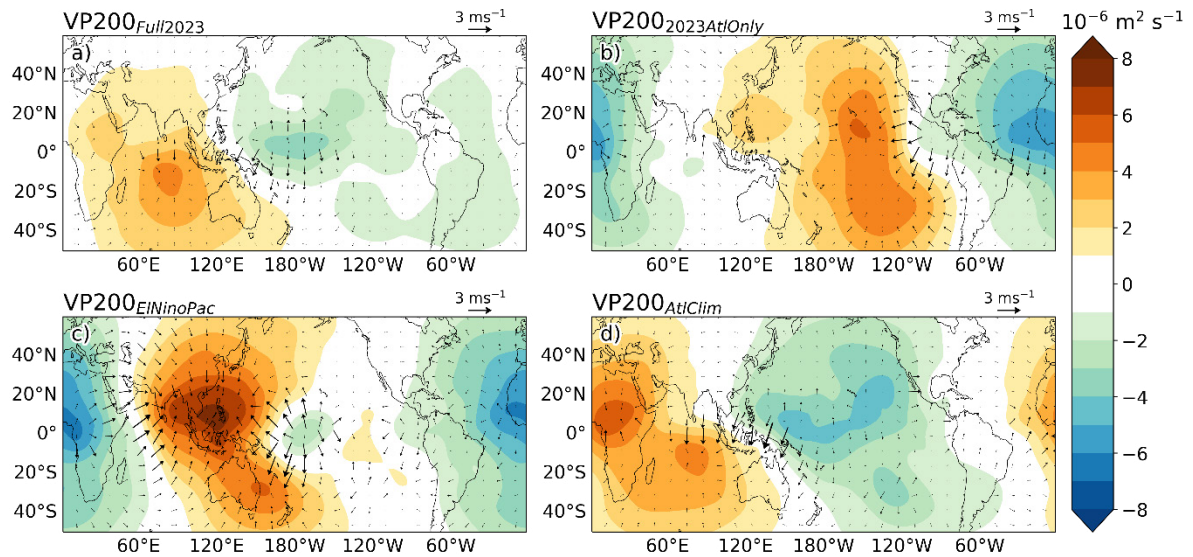 VP200Full2023 3 ms⁻¹ VP2002023AtlOnly 3 ms⁻¹ 10⁻⁶ m² s⁻¹
a) b)
40°N 40°N 8
20°N 20°N 6
0° 0° 4
20°S 20°S 2
40°S 40°S 0
60°E 120°E 180°W 120°W 60°W 60°E 120°E 180°W 120°W 60°W
VP200ElNinoPac 3 ms⁻¹ VP200AtlClim 3 ms⁻¹
c) d)
40°N 40°N −2
20°N 20°N −4
0° 0° −6
20°S 20°S −8
40°S 40°S
60°E 120°E 180°W 120°W 60°W 60°E 120°E 180°W 120°W 60°W